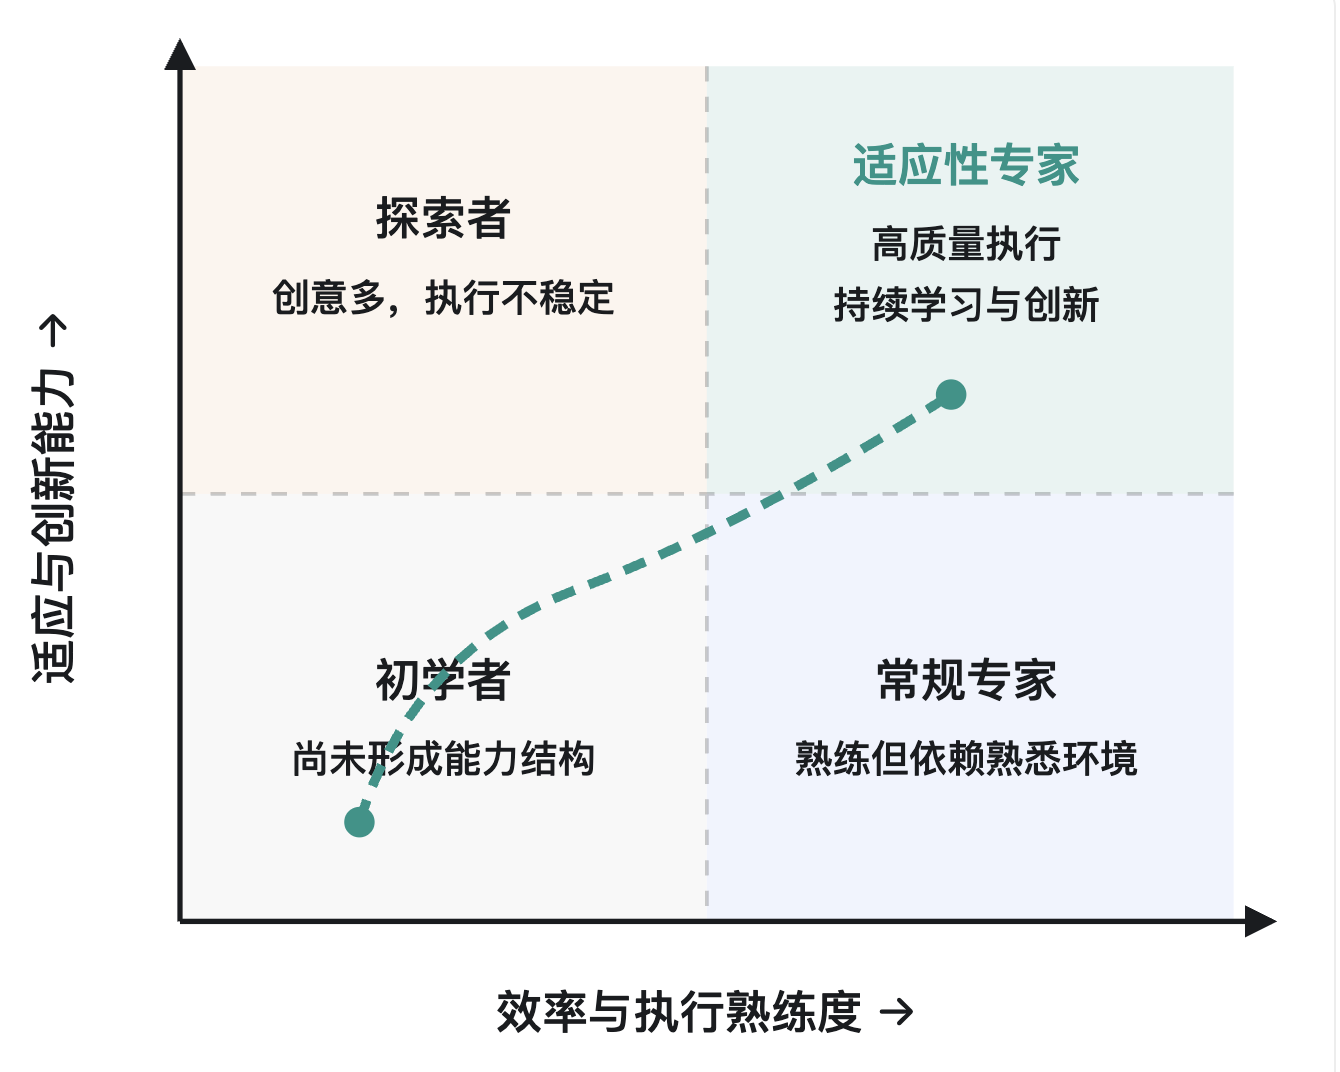 适应性专家
高质量执行
持续学习与创新
探索者
创意多，执行不稳定
适应与创新能力 →
初学者
尚未形成能力结构
常规专家
熟练但依赖熟悉环境
效率与执行熟练度 →